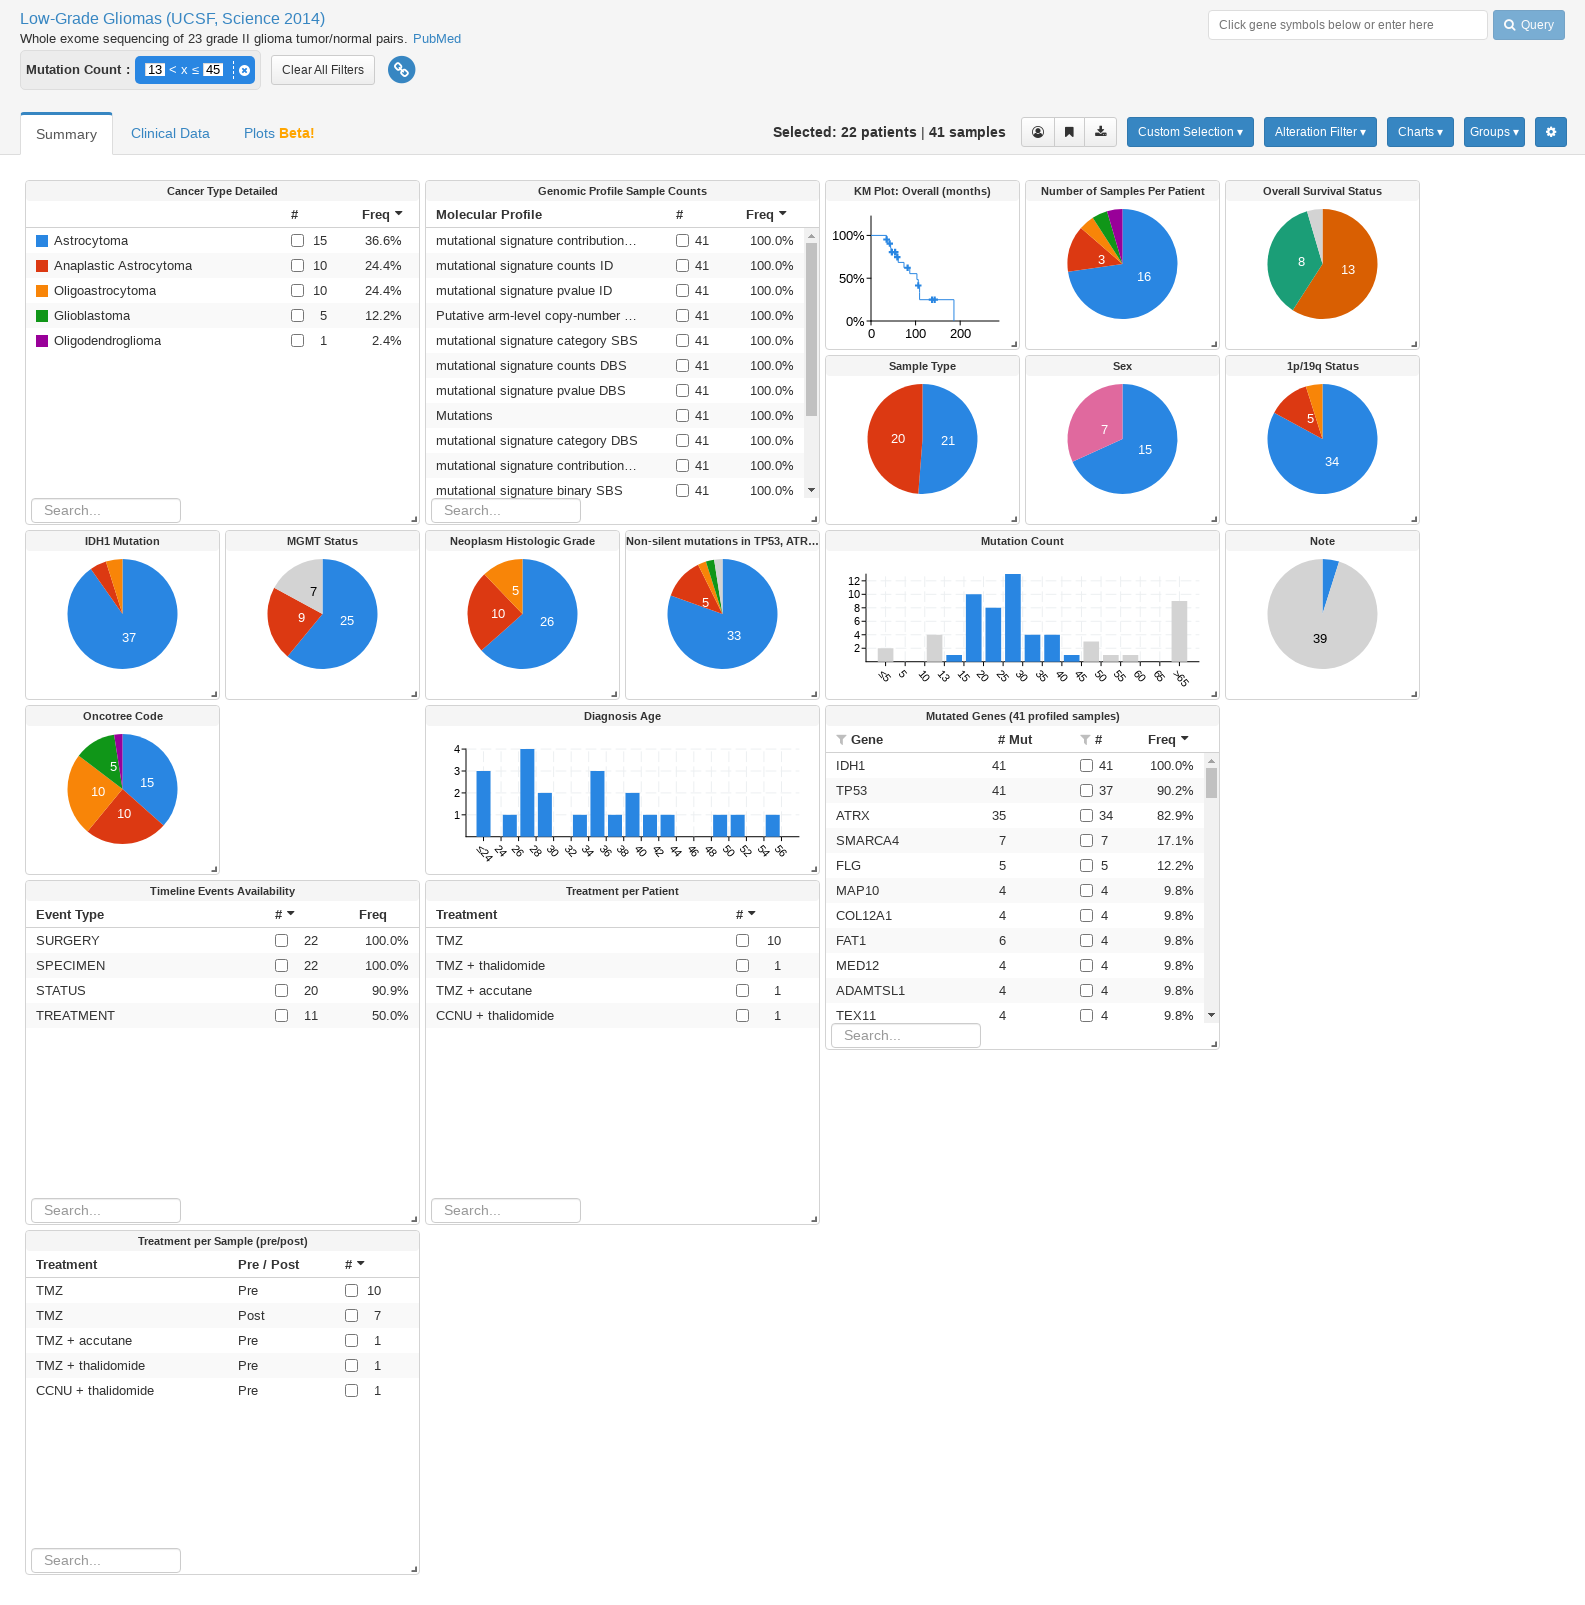 Low-Grade Gliomas (UCSF, Science 2014)
Whole exome sequencing of 23 grade II glioma tumor/normal pairs. PubMed
Click gene symbols below or enter here
Query
Mutation Count : 13 < x ≤ 45
Clear All Filters
Summary
Clinical Data
Plots Beta!
Selected: 22 patients | 41 samples
Custom Selection ▾
Alteration Filter ▾
Charts ▾
Groups ▾
Cancer Type Detailed
# Freq
Astrocytoma 15 36.6%
Anaplastic Astrocytoma 10 24.4%
Oligoastrocytoma 10 24.4%
Glioblastoma 5 12.2%
Oligodendroglioma 1 2.4%
Search...
Genomic Profile Sample Counts
Molecular Profile # Freq
mutational signature contribution… 41 100.0%
mutational signature counts ID 41 100.0%
mutational signature pvalue ID 41 100.0%
Putative arm-level copy-number … 41 100.0%
mutational signature category SBS 41 100.0%
mutational signature counts DBS 41 100.0%
mutational signature pvalue DBS 41 100.0%
Mutations 41 100.0%
mutational signature category DBS 41 100.0%
mutational signature contribution… 41 100.0%
mutational signature binary SBS 41 100.0%
Search...
KM Plot: Overall (months)
100%
50%
0%
0 100 200
Number of Samples Per Patient
3
16
Overall Survival Status
8
13
Sample Type
20
21
Sex
7
15
1p/19q Status
5
34
IDH1 Mutation
37
MGMT Status
7
9
25
Neoplasm Histologic Grade
5
10
26
Non-silent mutations in TP53, ATR…
5
33
Mutation Count
12
10
8
6
4
2
≤5 5 10 13 15 20 25 30 35 40 45 50 55 60 65 >65
Note
39
Oncotree Code
5
15
10
10
Diagnosis Age
4
3
2
1
≤24 24 26 28 30 32 34 36 38 40 42 44 46 48 50 52 54 56
Mutated Genes (41 profiled samples)
Gene # Mut # Freq
IDH1 41 41 100.0%
TP53 41 37 90.2%
ATRX 35 34 82.9%
SMARCA4 7 7 17.1%
FLG 5 5 12.2%
MAP10 4 4 9.8%
COL12A1 4 4 9.8%
FAT1 6 4 9.8%
MED12 4 4 9.8%
ADAMTSL1 4 4 9.8%
TEX11 4 4 9.8%
Search...
Timeline Events Availability
Event Type # Freq
SURGERY 22 100.0%
SPECIMEN 22 100.0%
STATUS 20 90.9%
TREATMENT 11 50.0%
Search...
Treatment per Patient
Treatment #
TMZ 10
TMZ + thalidomide 1
TMZ + accutane 1
CCNU + thalidomide 1
Search...
Treatment per Sample (pre/post)
Treatment Pre / Post #
TMZ Pre 10
TMZ Post 7
TMZ + accutane Pre 1
TMZ + thalidomide Pre 1
CCNU + thalidomide Pre 1
Search...